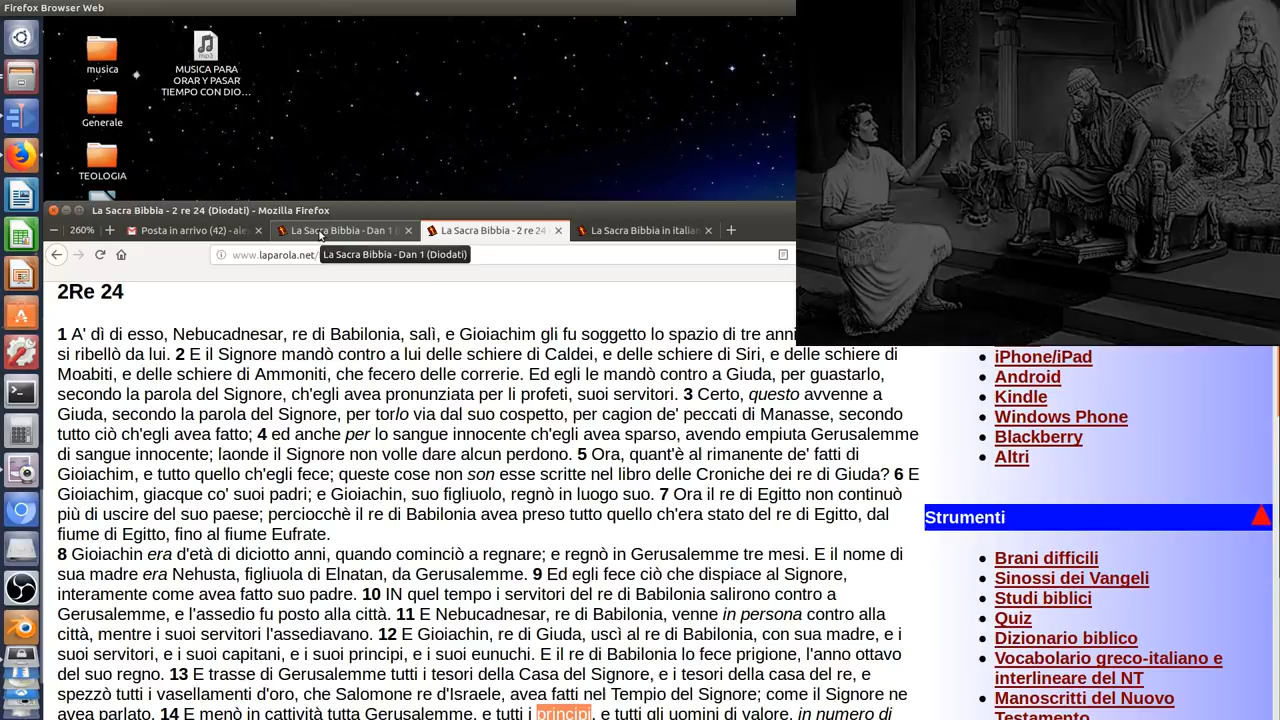 Firefox Browser Web
musica
Generale
TEOLOGIA
mp3
MUSICA PARA
ORAR Y PASAR
TIEMPO CON DIO…
La Sacra Bibbia - 2 re 24 (Diodati) - Mozilla Firefox
260%
Posta in arrivo (42) - ale
La Sacra Bibbia - Dan 1 (
La Sacra Bibbia - 2 re 24
La Sacra Bibbia in italian
www.laparola.net/
La Sacra Bibbia - Dan 1 (Diodati)
2Re 24
1 A' dì di esso, Nebucadnesar, re di Babilonia, salì, e Gioiachim gli fu soggetto lo spazio di tre anni
si ribellò da lui. 2 E il Signore mandò contro a lui delle schiere di Caldei, e delle schiere di Siri, e delle schiere di
Moabiti, e delle schiere di Ammoniti, che fecero delle correrie. Ed egli le mandò contro a Giuda, per guastarlo,
secondo la parola del Signore, ch'egli avea pronunziata per li profeti, suoi servitori. 3 Certo, questo avvenne a
Giuda, secondo la parola del Signore, per torlo via dal suo cospetto, per cagion de' peccati di Manasse, secondo
tutto ciò ch'egli avea fatto; 4 ed anche per lo sangue innocente ch'egli avea sparso, avendo empiuta Gerusalemme
di sangue innocente; laonde il Signore non volle dare alcun perdono. 5 Ora, quant'è al rimanente de' fatti di
Gioiachim, e tutto quello ch'egli fece; queste cose non son esse scritte nel libro delle Croniche dei re di Giuda? 6 E
Gioiachim, giacque co' suoi padri; e Gioiachin, suo figliuolo, regnò in luogo suo. 7 Ora il re di Egitto non continuò
più di uscire del suo paese; perciocchè il re di Babilonia avea preso tutto quello ch'era stato del re di Egitto, dal
fiume di Egitto, fino al fiume Eufrate.
8 Gioiachin era d'età di diciotto anni, quando cominciò a regnare; e regnò in Gerusalemme tre mesi. E il nome di
sua madre era Nehusta, figliuola di Elnatan, da Gerusalemme. 9 Ed egli fece ciò che dispiace al Signore,
interamente come avea fatto suo padre. 10 IN quel tempo i servitori del re di Babilonia salirono contro a
Gerusalemme, e l'assedio fu posto alla città. 11 E Nebucadnesar, re di Babilonia, venne in persona contro alla
città, mentre i suoi servitori l'assediavano. 12 E Gioiachin, re di Giuda, uscì al re di Babilonia, con sua madre, e i
suoi servitori, e i suoi capitani, e i suoi principi, e i suoi eunuchi. E il re di Babilonia lo fece prigione, l'anno ottavo
del suo regno. 13 E trasse di Gerusalemme tutti i tesori della Casa del Signore, e i tesori della casa del re, e
spezzò tutti i vasellamenti d'oro, che Salomone re d'Israele, avea fatti nel Tempio del Signore; come il Signore ne
avea parlato. 14 E menò in cattività tutta Gerusalemme, e tutti i principi, e tutti gli uomini di valore, in numero di
iPhone/iPad
Android
Kindle
Windows Phone
Blackberry
Altri
Strumenti
Brani difficili
Sinossi dei Vangeli
Studi biblici
Quiz
Dizionario biblico
Vocabolario greco-italiano e
interlineare del NT
Manoscritti del Nuovo
Testamento